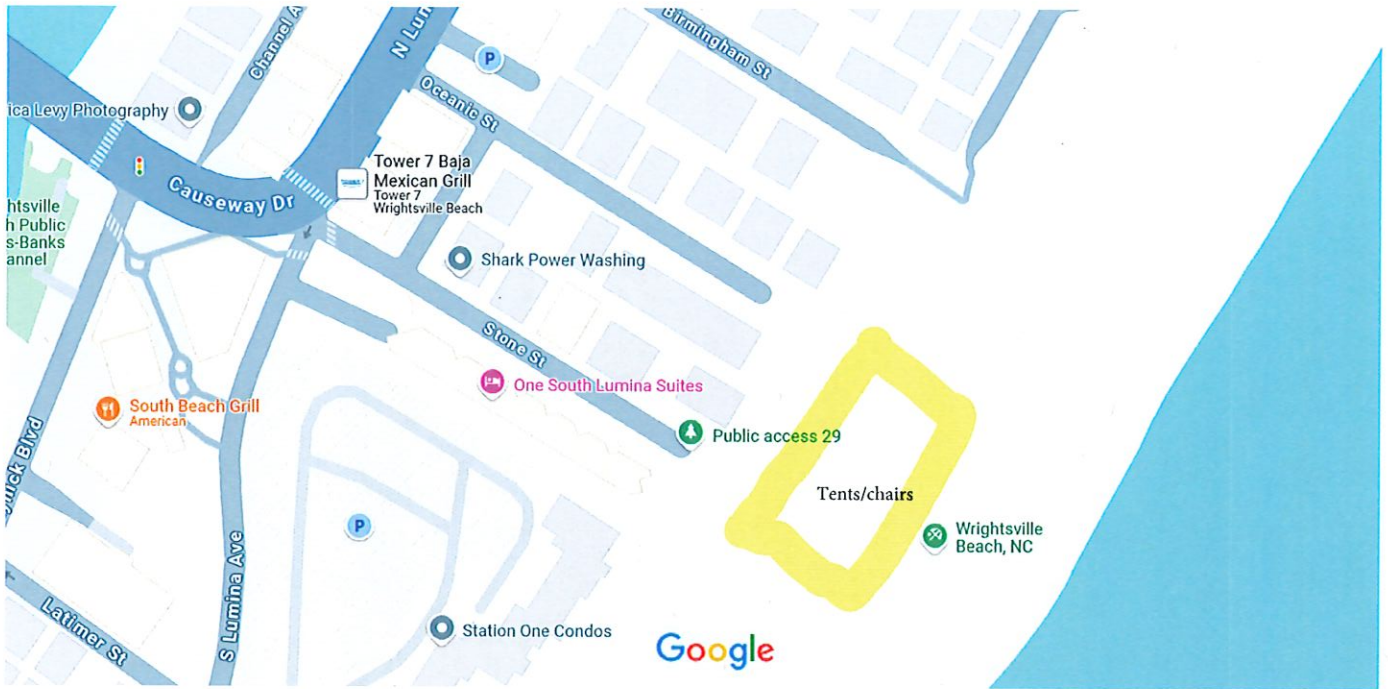 Channel A
N Lun
Birmingham St
P
Oceanic St
ica Levy Photography
Tower 7 Baja
Mexican Grill
Tower 7
Wrightsville Beach
Causeway Dr
htsville
h Public
s-Banks
annel
Shark Power Washing
Stone St
One South Lumina Suites
South Beach Grill
American
Public access 29
Tents/chairs
Wrightsville
Beach, NC
P
Blvd
S Lumina Ave
Latimer St
Station One Condos
Google